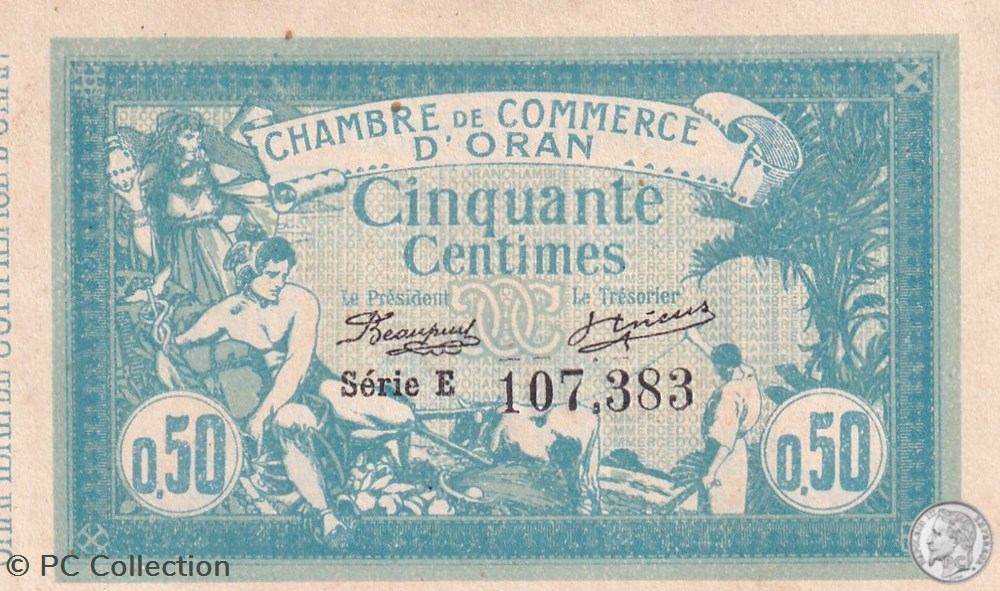 CHAMBRE DE COMMERCE
D'ORAN
Cinquante
Centimes
Le Président Le Trésorier
Série E 107,383
0,50 0,50
© PC Collection
PC